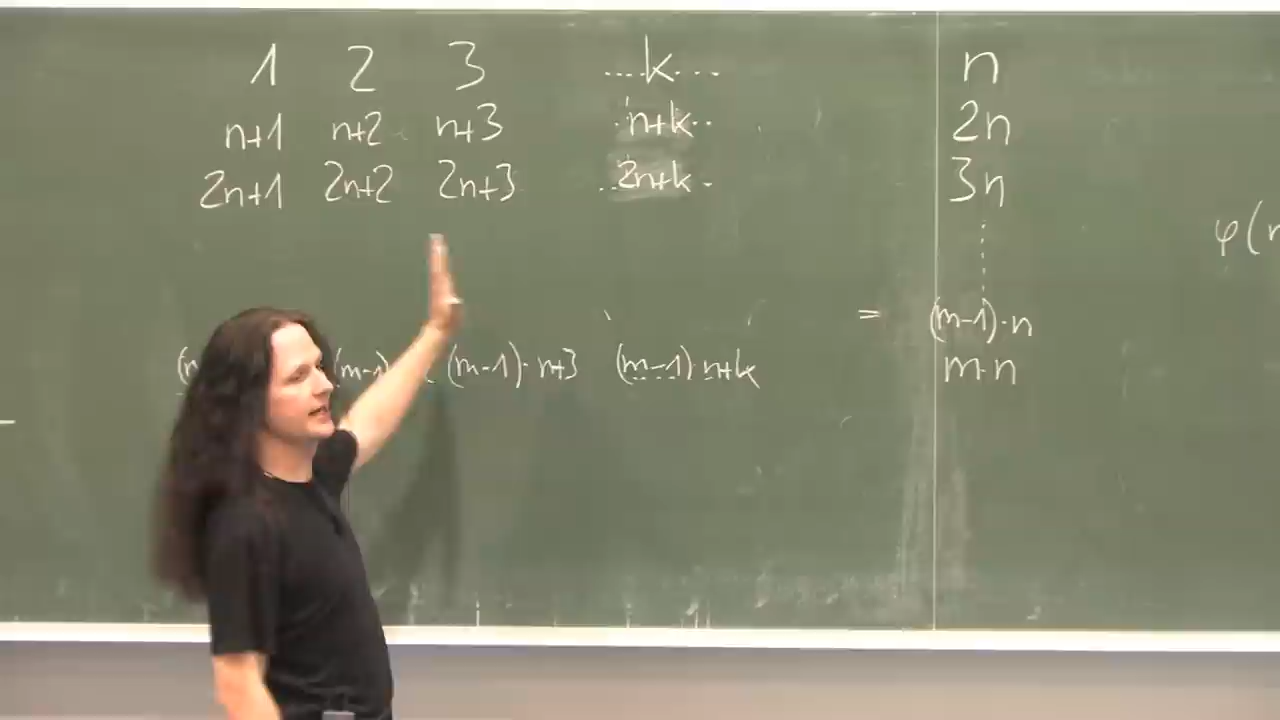 1 2 3 ....k... n
n+1 n+2 n+3 .n+k.. 2n
2n+1 2n+2 2n+3 ..2n+k. 3n
φ(
= (m-1)·n
(m-1) (m-1)·n+3 (m-1)·n+k m·n